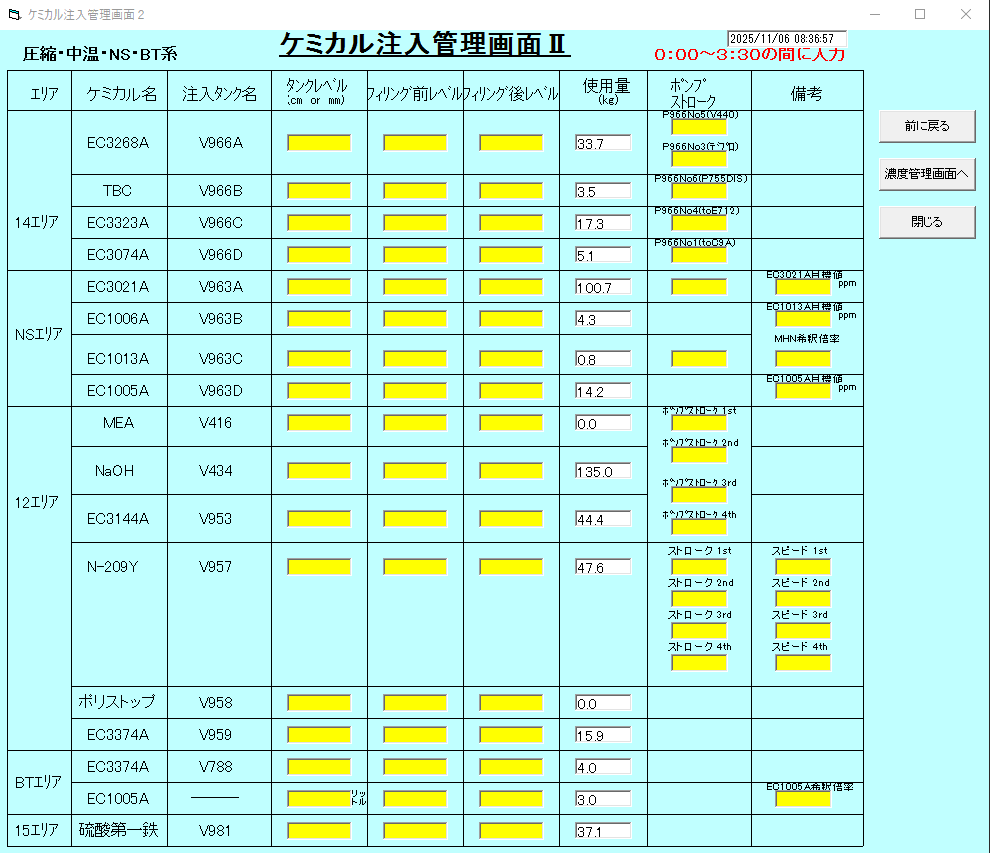 ケミカル注入管理画面２
圧縮・中温・NS・BT系
ケミカル注入管理画面Ⅱ
2025/11/06 08:36:57
0:00～3:30の間に入力
エリア ケミカル名 注入タンク名 タンクレベル (cm or mm) フィリング前レベル フィリング後レベル 使用量 (kg) ポンプ ストローク 備考
前に戻る
濃度管理画面へ
閉じる
14エリア
P966No5(V440)
EC3268A V966A 33.7
P966No3(ﾃﾞﾌﾟﾛ)
P966No6(P755DIS)
TBC V966B 3.5
P966No4(toE712)
EC3323A V966C 17.3
P966No1(toC9A)
EC3074A V966D 5.1
NSエリア
EC3021A目標値
EC3021A V963A 100.7 ppm
EC1013A目標値
EC1006A V963B 4.3 ppm
MHN希釈倍率
EC1013A V963C 0.8
EC1005A目標値
EC1005A V963D 14.2 ppm
12エリア
ﾎﾟﾝﾌﾟｽﾄﾛｰｸ 1st
MEA V416 0.0
ﾎﾟﾝﾌﾟｽﾄﾛｰｸ 2nd
NaOH V434 135.0
ﾎﾟﾝﾌﾟｽﾄﾛｰｸ 3rd
ﾎﾟﾝﾌﾟｽﾄﾛｰｸ 4th
EC3144A V953 44.4
ストローク 1st スピード 1st
N-209Y V957 47.6
ストローク 2nd スピード 2nd
ストローク 3rd スピード 3rd
ストローク 4th スピード 4th
ポリストップ V958 0.0
EC3374A V959 15.9
BTエリア
EC3374A V788 4.0
EC1005A希釈倍率
EC1005A ──── リットル 3.0
15エリア 硫酸第一鉄 V981 37.1